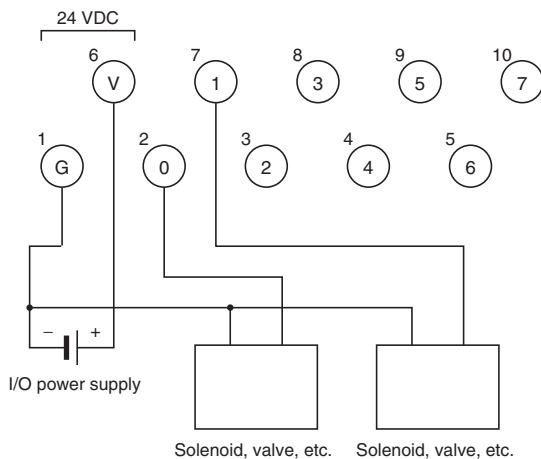 24 VDC
6 7 8 9 10
V 1 3 5 7
1 2 3 4 5
G 0 2 4 6
− +
I/O power supply
Solenoid, valve, etc. Solenoid, valve, etc.